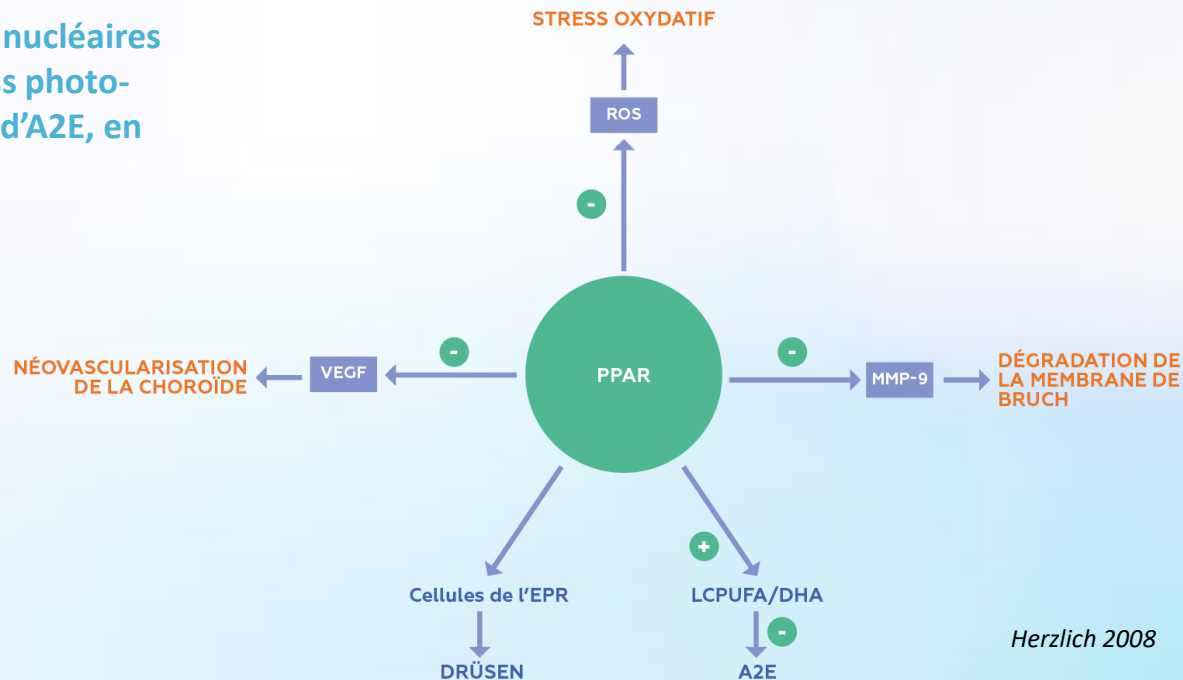 nucléaires
s photo-
d'A2E, en
STRESS OXYDATIF
ROS
-
NÉOVASCULARISATION
DE LA CHOROÏDE
VEGF
-
PPAR
-
MMP-9
DÉGRADATION DE
LA MEMBRANE DE
BRUCH
+
Cellules de l'EPR
LCPUFA/DHA
-
DRÜSEN
A2E
Herzlich 2008